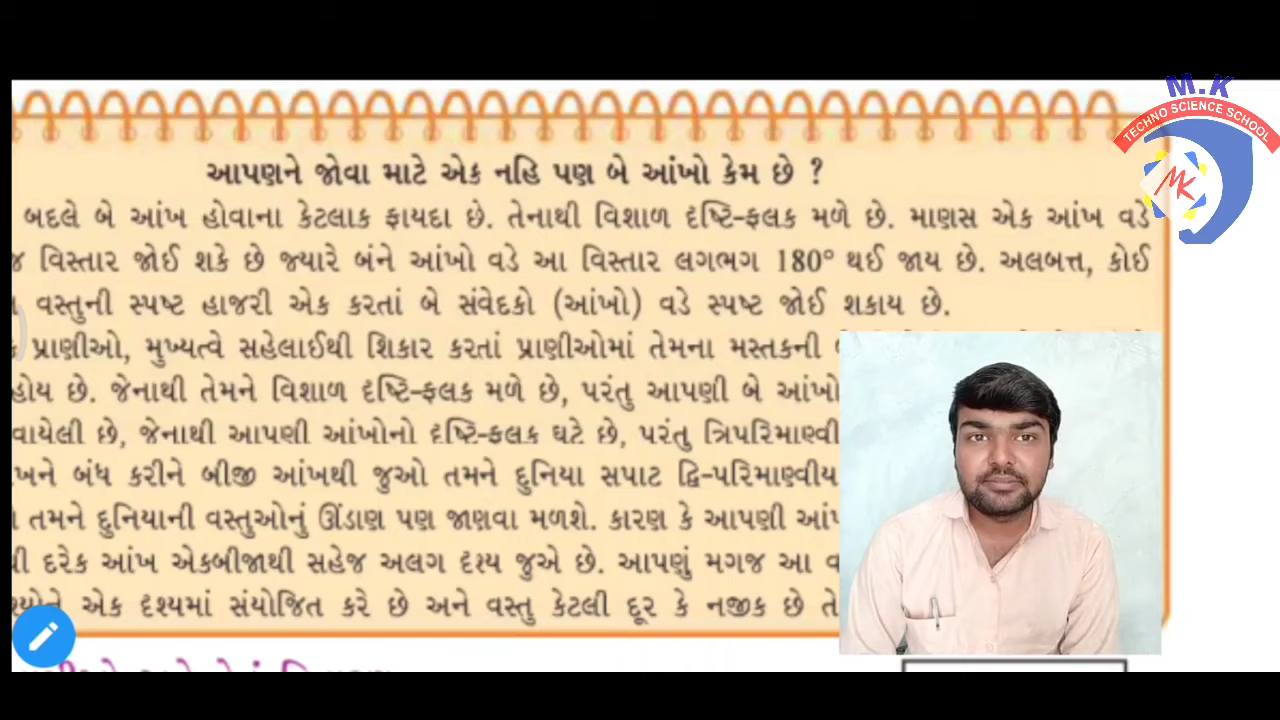 M.K
TECHNO SCIENCE SCHOOL
MK
આપણને જોવા માટે એક નહિ પણ બે આંખો કેમ છે ?
બદલે બે આંખ હોવાના કેટલાક ફાયદા છે. તેનાથી વિશાળ દૃષ્ટિ-ફલક મળે છે. માણસ એક આંખ વડે
જ વિસ્તાર જોઈ શકે છે જ્યારે બંને આંખો વડે આ વિસ્તાર લગભગ 180° થઈ જાય છે. અલબત્ત, કોઈ
વસ્તુની સ્પષ્ટ હાજરી એક કરતાં બે સંવેદકો (આંખો) વડે સ્પષ્ટ જોઈ શકાય છે.
પ્રાણીઓ, મુખ્યત્વે સહેલાઈથી શિકાર કરતાં પ્રાણીઓમાં તેમના મસ્તકની
હોય છે. જેનાથી તેમને વિશાળ દૃષ્ટિ-ફલક મળે છે, પરંતુ આપણી બે આંખો
છે, જેનાથી આપણી આંખોનો દૃષ્ટિ-ફલક ઘટે છે, પરંતુ
બંધ કરીને બીજી આંખથી જુઓ તમને દુનિયા સપાટ દ્વિ-પરિમાણ્વીય
તમને દુનિયાની વસ્તુઓનું ઊંડાણ પણ જાણવા મળશે. કારણ કે આપણી
દરેક આંખ એકબીજાથી સહેજ અલગ દૃશ્ય જુએ છે. આપણું મગજ આ
એક દૃશ્યમાં સંયોજિત કરે છે અને વસ્તુ કેટલી દૂર કે નજીક છે તે